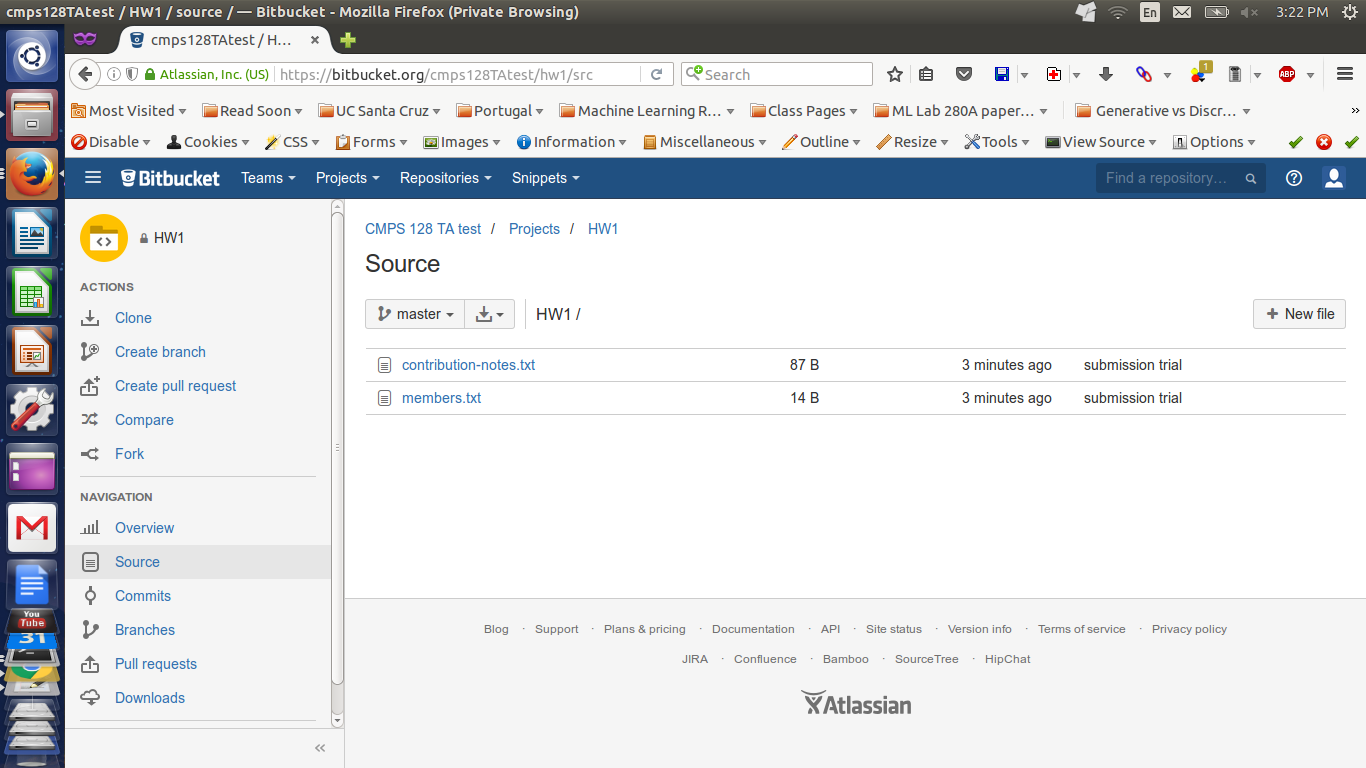 cmps128TAtest / HW1 / source / — Bitbucket - Mozilla Firefox (Private Browsing)
En
3:22 PM
cmps128TAtest / H...
Atlassian, Inc. (US)
https://bitbucket.org/cmps128TAtest/hw1/src
Search
1
ABP
Most Visited
Read Soon
UC Santa Cruz
Portugal
Machine Learning R...
Class Pages
ML Lab 280A paper...
Generative vs Discr...
Disable
Cookies
CSS
Forms
Images
Information
Miscellaneous
Outline
Resize
Tools
View Source
Options
Bitbucket
Teams
Projects
Repositories
Snippets
Find a repository...
HW1
ACTIONS
Clone
Create branch
Create pull request
Compare
Fork
NAVIGATION
Overview
Source
Commits
Branches
Pull requests
Downloads
CMPS 128 TA test / Projects / HW1
Source
master
HW1 /
New file
contribution-notes.txt 87 B 3 minutes ago submission trial
members.txt 14 B 3 minutes ago submission trial
Blog · Support · Plans & pricing · Documentation · API · Site status · Version info · Terms of service · Privacy policy
JIRA · Confluence · Bamboo · SourceTree · HipChat
Atlassian
You
Tube
31